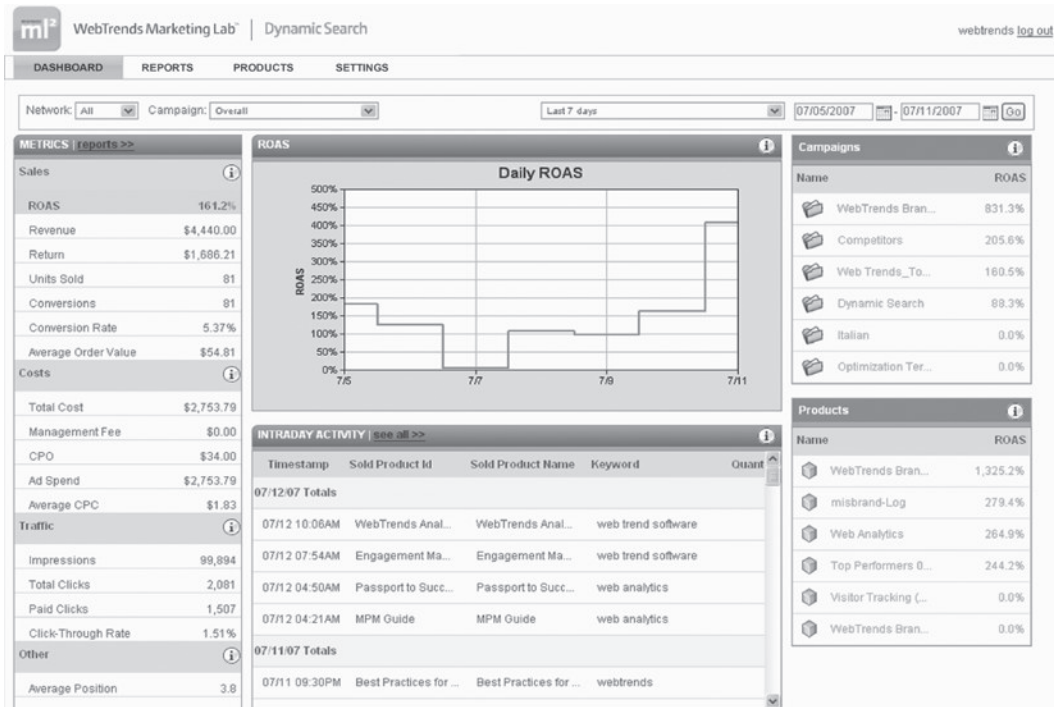 ml²
WebTrends Marketing Lab™ | Dynamic Search
webtrends log out
DASHBOARD REPORTS PRODUCTS SETTINGS
Network: All Campaign: Overall Last 7 days 07/05/2007 - 07/11/2007 Go
METRICS | reports >>
Sales
ROAS 161.2%
Revenue $4,440.00
Return $1,686.21
Units Sold 81
Conversions 81
Conversion Rate 5.37%
Average Order Value $54.81
Costs
Total Cost $2,753.79
Management Fee $0.00
CPO $34.00
Ad Spend $2,753.79
Average CPC $1.83
Traffic
Impressions 99,894
Total Clicks 2,081
Paid Clicks 1,507
Click-Through Rate 1.51%
Other
Average Position 3.8
ROAS
Daily ROAS
ROAS
500%
450%
400%
350%
300%
250%
200%
150%
100%
50%
0%
7/5 7/7 7/9 7/11
INTRADAY ACTIVITY | see all >>
Timestamp Sold Product Id Sold Product Name Keyword Quant
07/12/07 Totals
07/12 10:06AM WebTrends Anal... WebTrends Anal... web trend software
07/12 07:54AM Engagement Ma... Engagement Ma... web trend software
07/12 04:50AM Passport to Succ... Passport to Succ... web analytics
07/12 04:21AM MPM Guide MPM Guide web analytics
07/11/07 Totals
07/11 09:30PM Best Practices for ... Best Practices for ... webtrends
Campaigns
Name ROAS
WebTrends Bran... 831.3%
Competitors 205.6%
Web Trends_To... 160.5%
Dynamic Search 88.3%
Italian 0.0%
Optimization Ter... 0.0%
Products
Name ROAS
WebTrends Bran... 1,325.2%
misbrand-Log 279.4%
Web Analytics 264.9%
Top Performers 0... 244.2%
Visitor Tracking (... 0.0%
WebTrends Bran... 0.0%